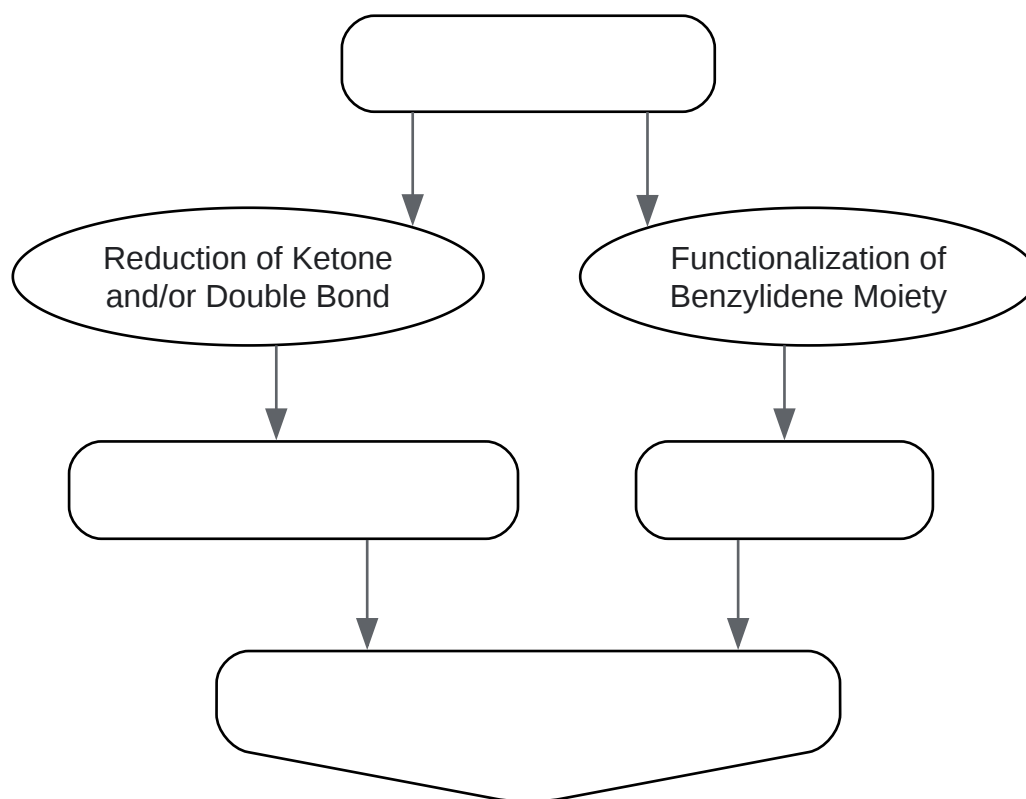 Reduction of Ketone
and/or Double Bond
Functionalization of
Benzylidene Moiety